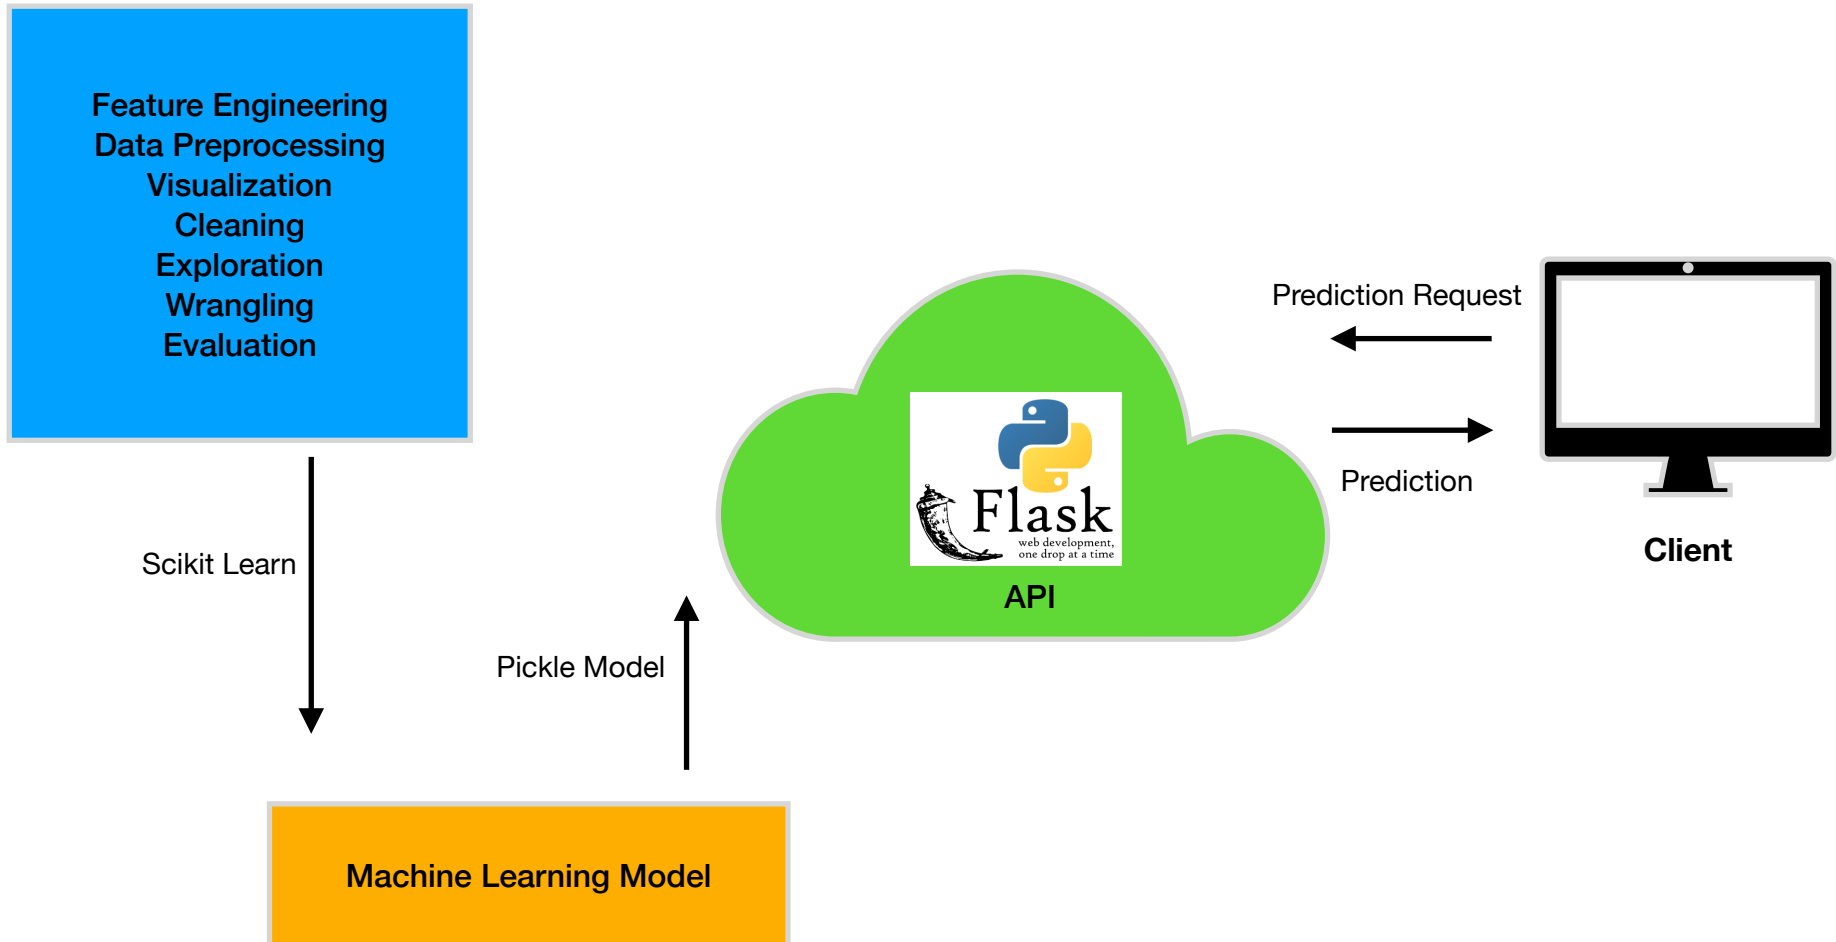 Feature Engineering
Data Preprocessing
Visualization
Cleaning
Exploration
Wrangling
Evaluation
Scikit Learn
Pickle Model
Machine Learning Model
Flask
web development,
one drop at a time
API
Prediction Request
Prediction
Client